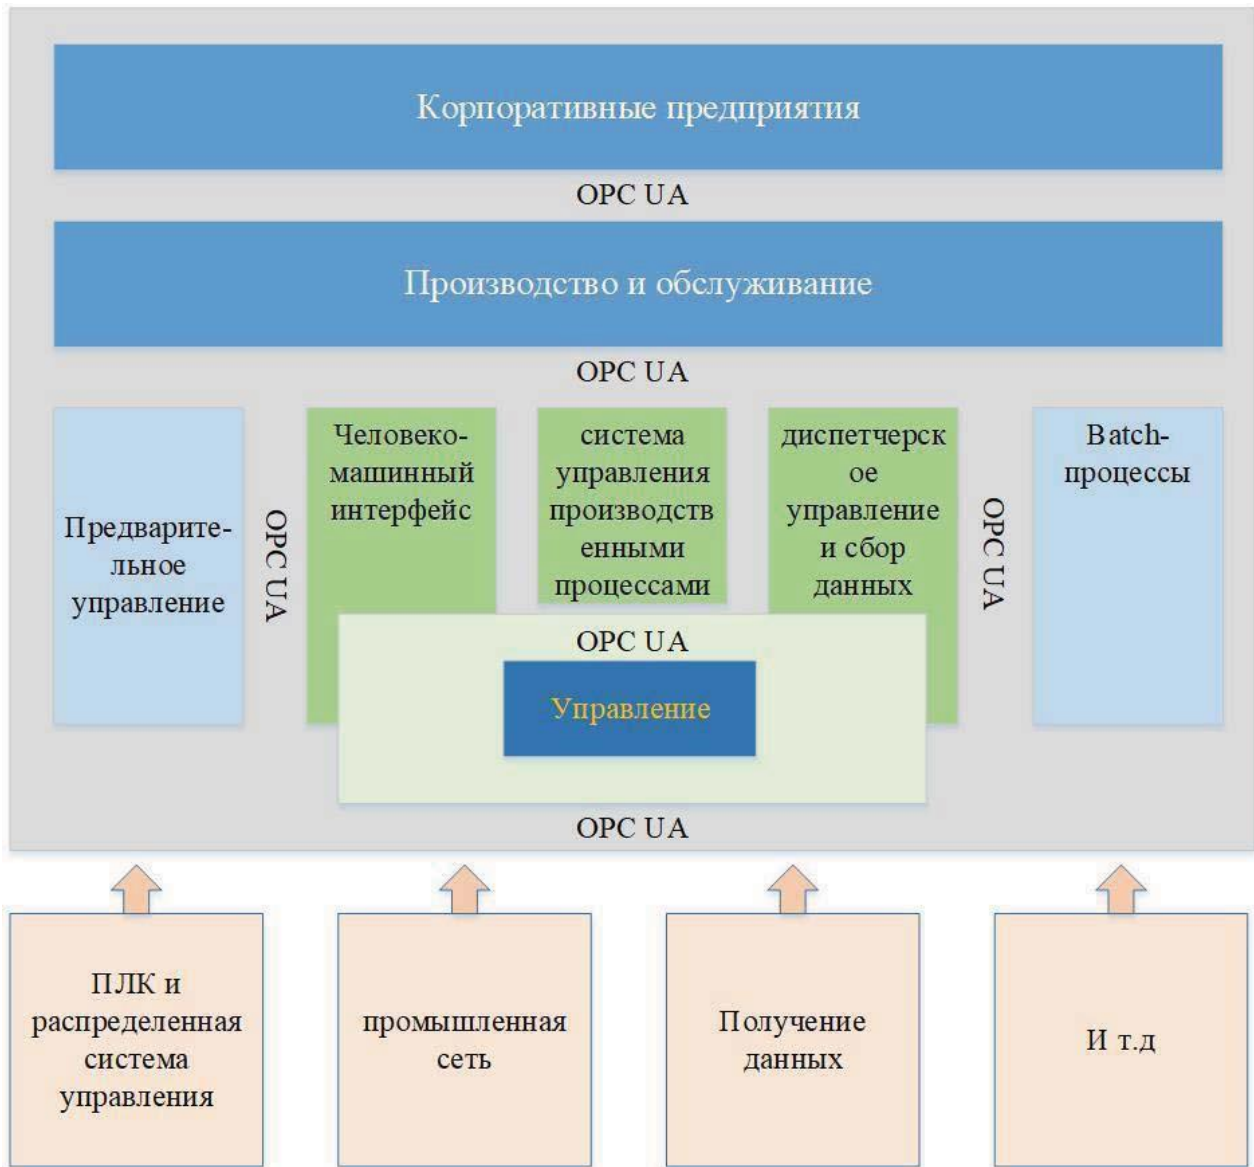 Корпоративные предприятия
OPC UA
Производство и обслуживание
OPC UA
Предварите-
льное
управление
OPC UA
Человеко-
машинный
интерфейс
система
управления
производств
енными
процессами
диспетчерск
ое
управление
и сбор
данных
OPC UA
Batch-
процессы
OPC UA
Управление
OPC UA
ПЛК и
распределенная
система
управления
промышленная
сеть
Получение
данных
И т.д